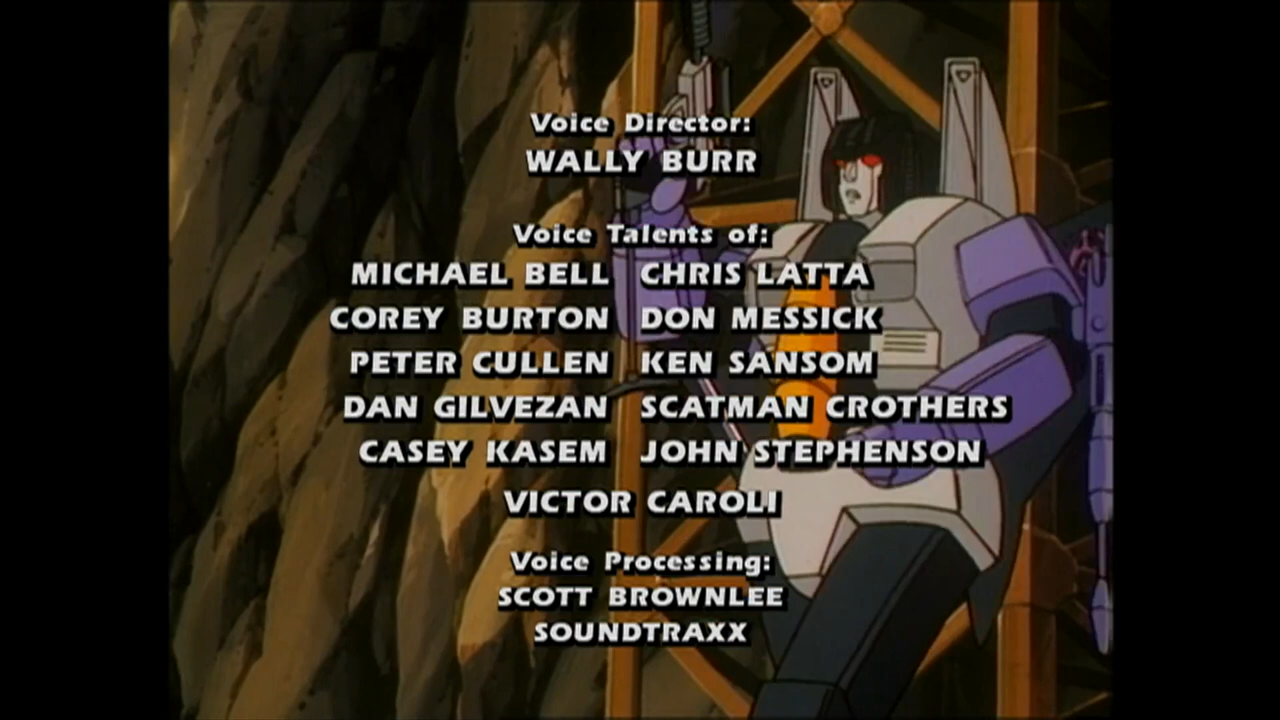 Voice Director:
WALLY BURR
Voice Talents of:
MICHAEL BELL CHRIS LATTA
COREY BURTON DON MESSICK
PETER CULLEN KEN SANSOM
DAN GILVEZAN SCATMAN CROTHERS
CASEY KASEM JOHN STEPHENSON
VICTOR CAROLI
Voice Processing:
SCOTT BROWNLEE
SOUNDTRAXX